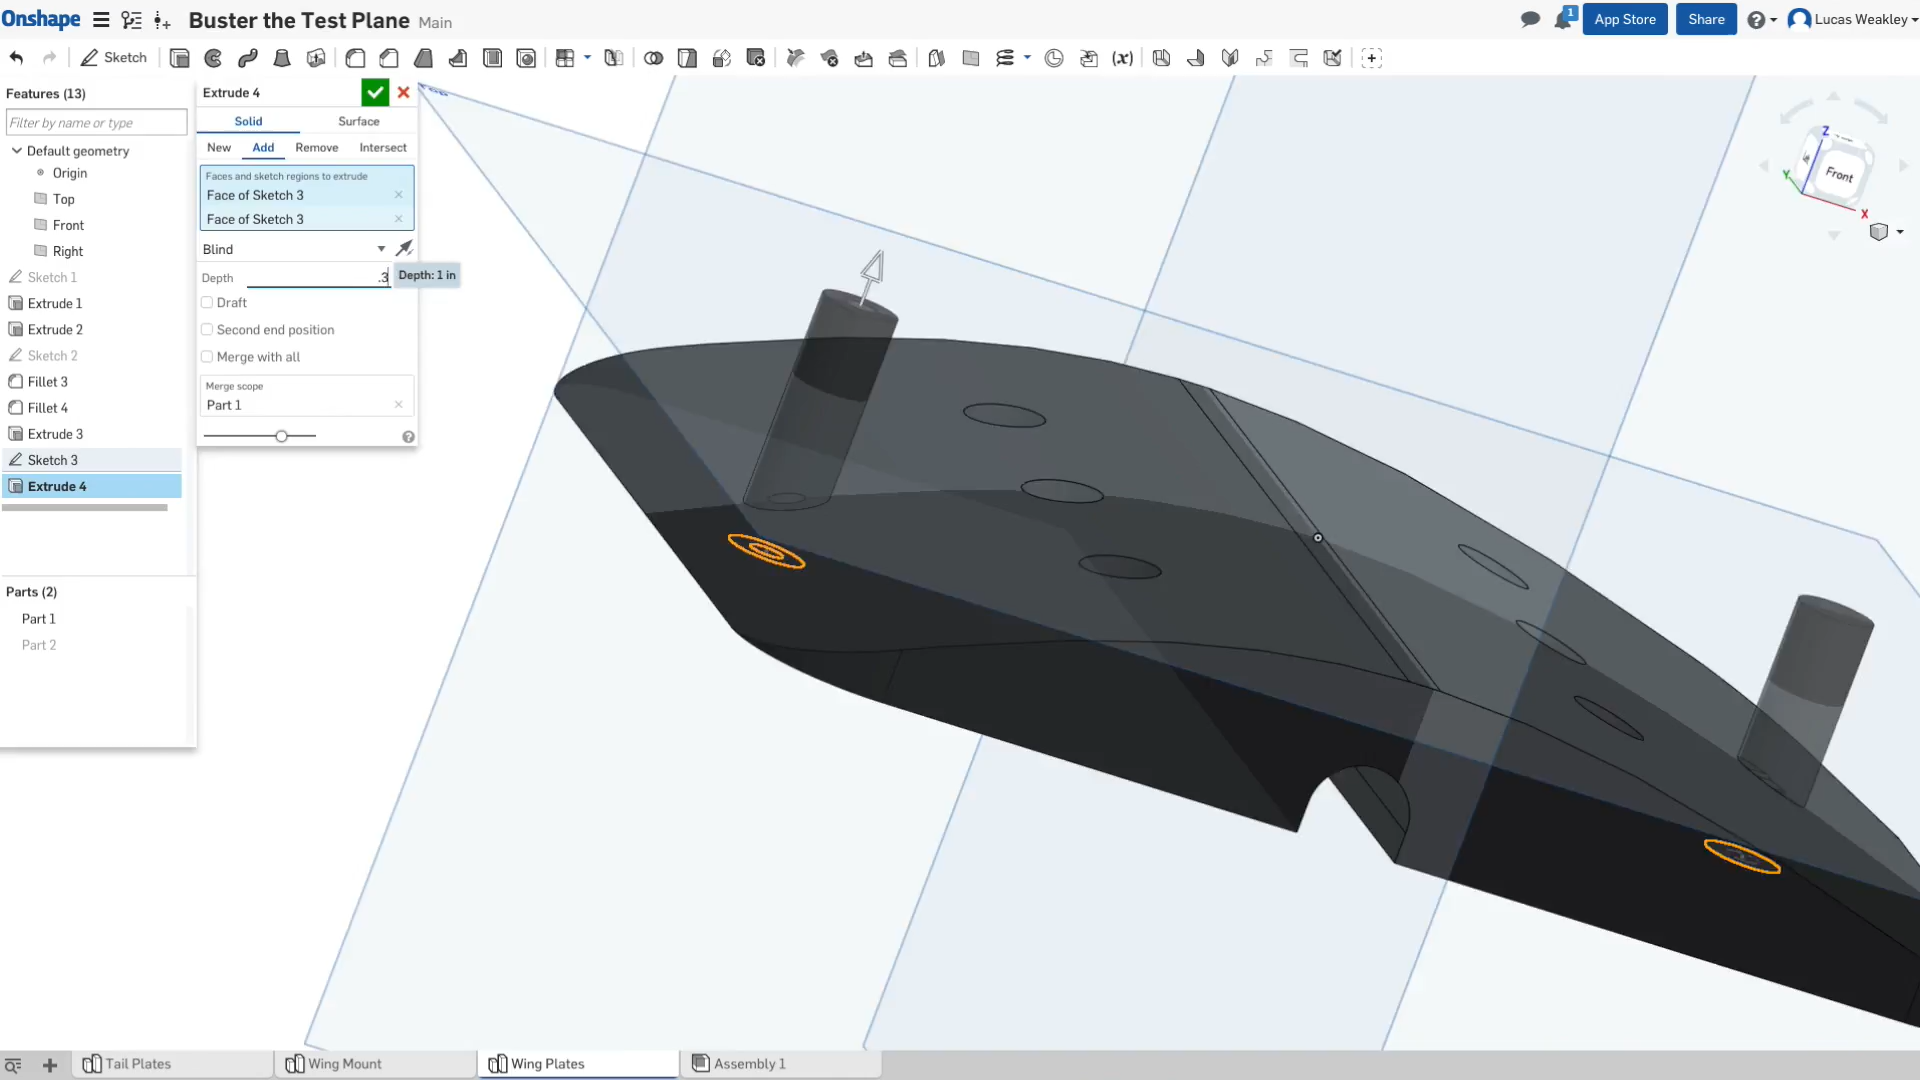 Onshape
Buster the Test Plane Main
1
App Store
Share
Lucas Weakley
Sketch
Features (13)
Filter by name or type
Default geometry
Origin
Top
Front
Right
Sketch 1
Extrude 1
Extrude 2
Sketch 2
Fillet 3
Fillet 4
Extrude 3
Sketch 3
Extrude 4
Parts (2)
Part 1
Part 2
Extrude 4
Solid Surface
New Add Remove Intersect
Faces and sketch regions to extrude
Face of Sketch 3
Face of Sketch 3
Blind
Depth .3
Depth: 1 in
Draft
Second end position
Merge with all
Merge scope
Part 1
Z
Front
Y
X
(x)
Tail Plates
Wing Mount
Wing Plates
Assembly 1